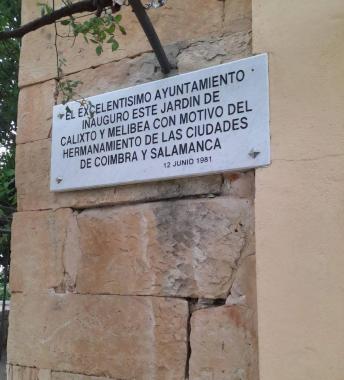 EL EXCELENTISIMO AYUNTAMIENTO
INAUGURO ESTE JARDIN DE
CALIXTO Y MELIBEA CON MOTIVO DEL
HERMANAMIENTO DE LAS CIUDADES
DE COIMBRA Y SALAMANCA
12 JUNIO 1981